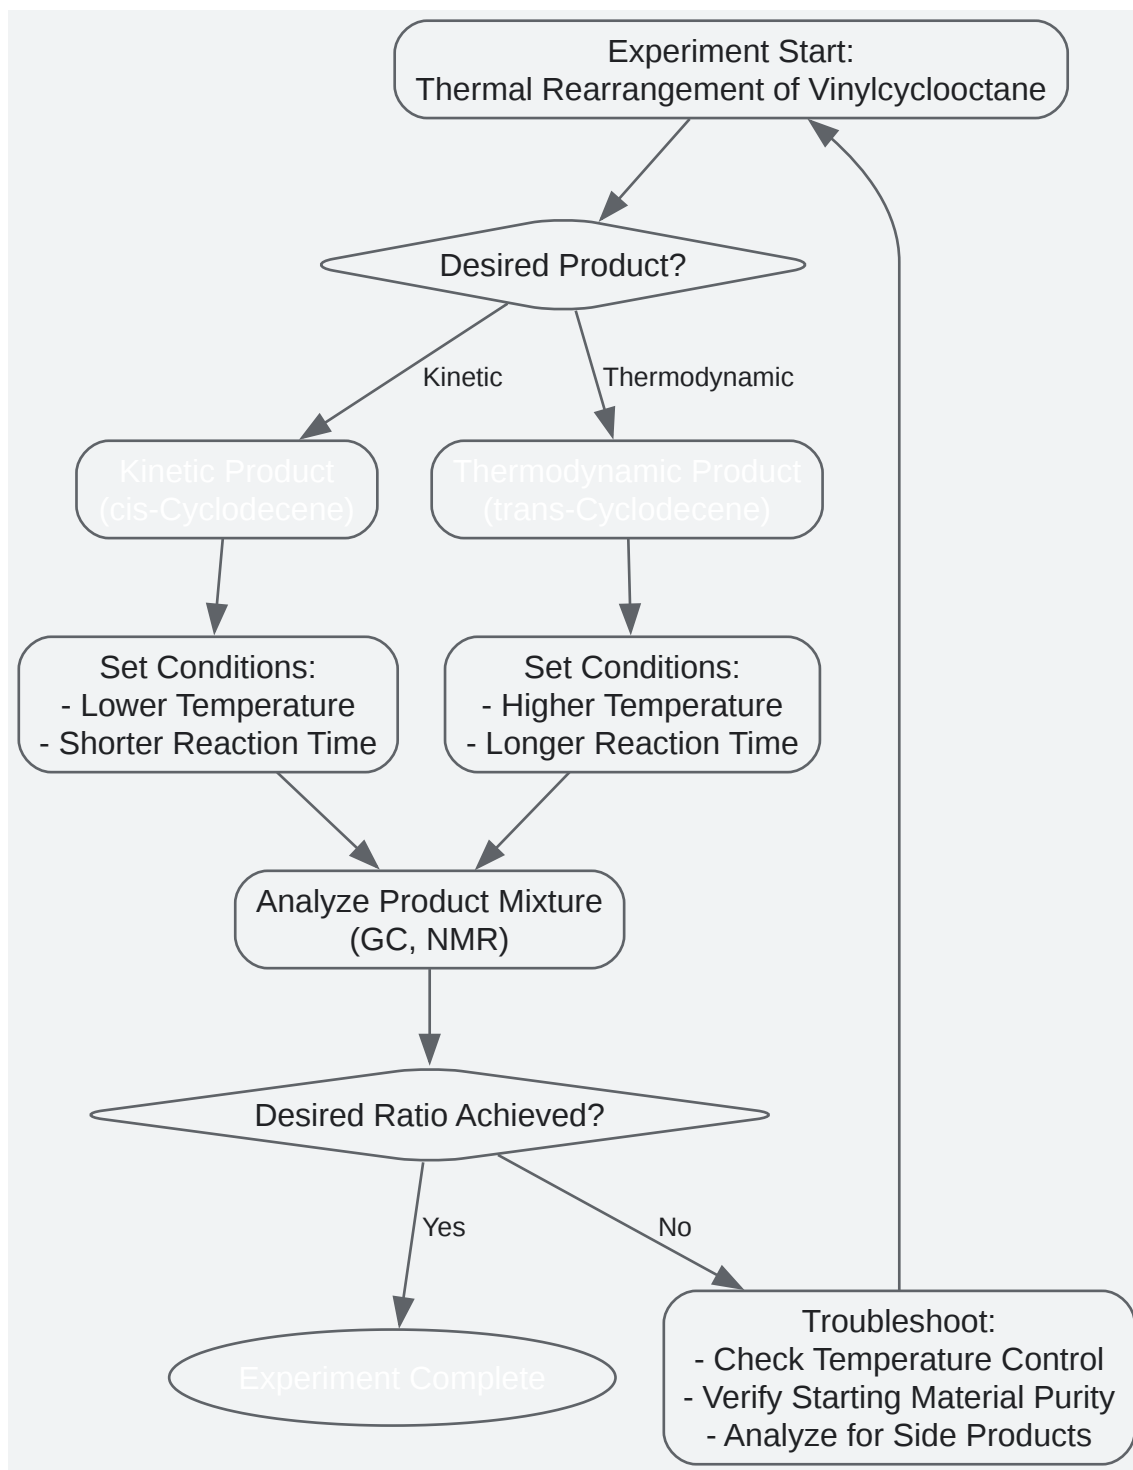 Experiment Start:
Thermal Rearrangement of Vinylcyclooctane
Desired Product?
Kinetic
Thermodynamic
Kinetic Product
(cis-Cyclodecene)
Thermodynamic Product
(trans-Cyclodecene)
Set Conditions:
- Lower Temperature
- Shorter Reaction Time
Set Conditions:
- Higher Temperature
- Longer Reaction Time
Analyze Product Mixture
(GC, NMR)
Desired Ratio Achieved?
Yes
No
Experiment Complete
Troubleshoot:
- Check Temperature Control
- Verify Starting Material Purity
- Analyze for Side Products